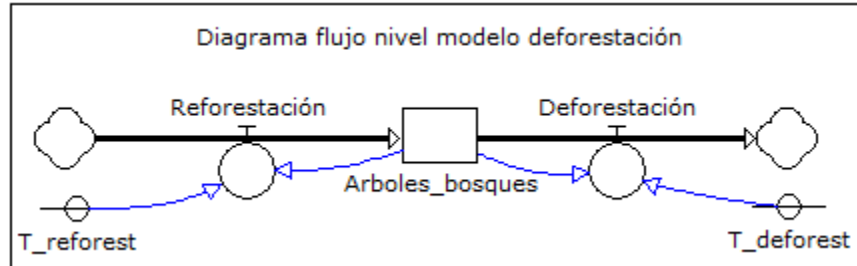 Diagrama flujo nivel modelo deforestación
Reforestación
Deforestación
Arboles_bosques
T_reforest
T_deforest